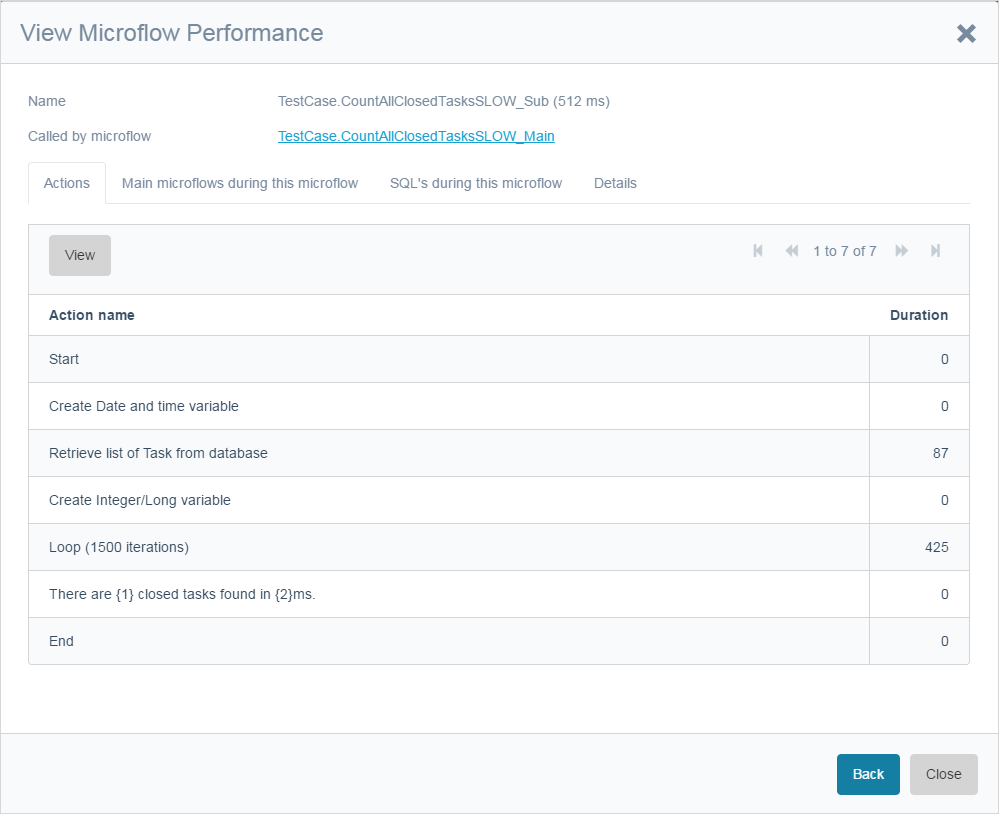 View Microflow Performance
Name TestCase.CountAllClosedTasksSLOW_Sub (512 ms)
Called by microflow TestCase.CountAllClosedTasksSLOW_Main
Actions Main microflows during this microflow SQL's during this microflow Details
View 1 to 7 of 7
Action name Duration
Start 0
Create Date and time variable 0
Retrieve list of Task from database 87
Create Integer/Long variable 0
Loop (1500 iterations) 425
There are {1} closed tasks found in {2}ms. 0
End 0
Back Close